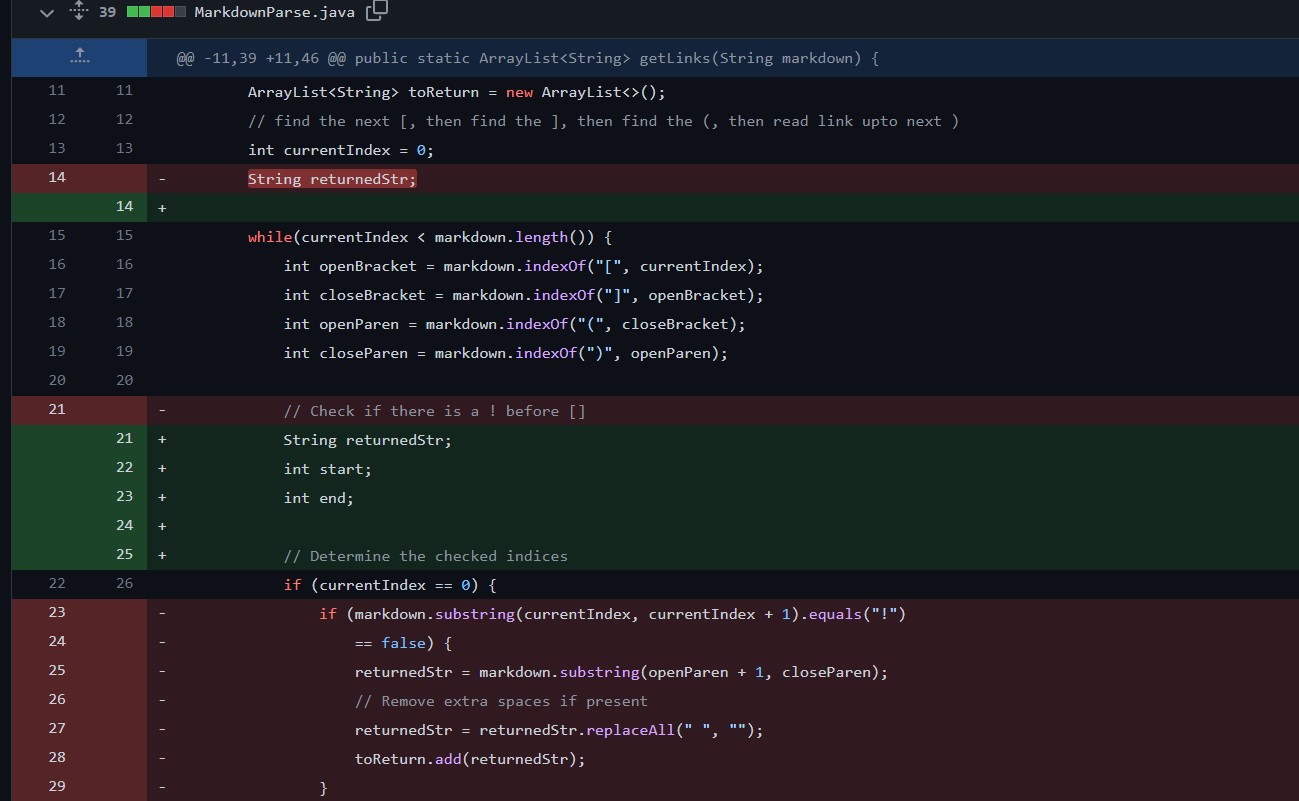 39 MarkdownParse.java
@@ -11,39 +11,46 @@ public static ArrayList<String> getLinks(String markdown) {
11 11 ArrayList<String> toReturn = new ArrayList<>();
12 12 // find the next [, then find the ], then find the (, then read link upto next )
13 13 int currentIndex = 0;
14 - String returnedStr;
14 +
15 15 while(currentIndex < markdown.length()) {
16 16 int openBracket = markdown.indexOf("[", currentIndex);
17 17 int closeBracket = markdown.indexOf("]", openBracket);
18 18 int openParen = markdown.indexOf("(", closeBracket);
19 19 int closeParen = markdown.indexOf(")", openParen);
20 20
21 - // Check if there is a ! before []
21 + String returnedStr;
22 + int start;
23 + int end;
24 +
25 + // Determine the checked indices
22 26 if (currentIndex == 0) {
23 - if (markdown.substring(currentIndex, currentIndex + 1).equals("!")
24 - == false) {
25 - returnedStr = markdown.substring(openParen + 1, closeParen);
26 - // Remove extra spaces if present
27 - returnedStr = returnedStr.replaceAll(" ", "");
28 - toReturn.add(returnedStr);
29 - }